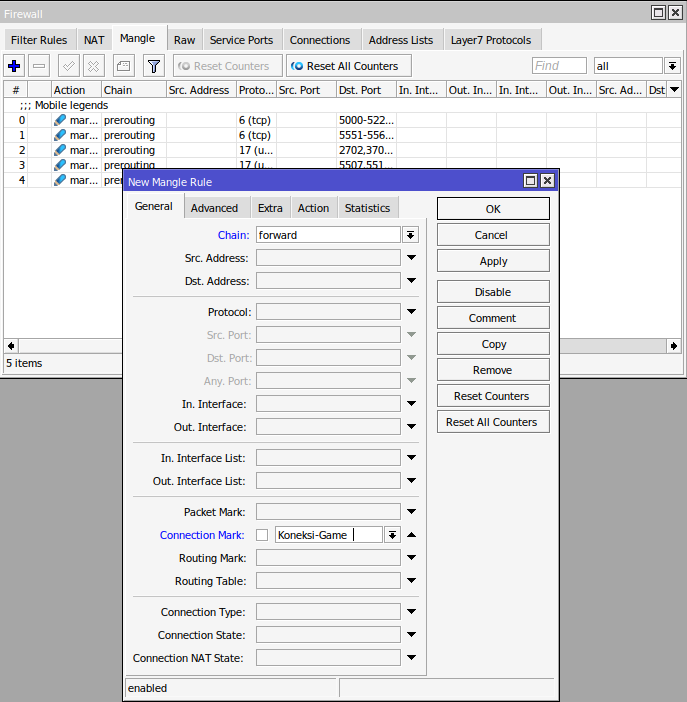 Firewall
Filter Rules NAT Mangle Raw Service Ports Connections Address Lists Layer7 Protocols
Reset Counters Reset All Counters Find all
# Action Chain Src. Address Proto... Src. Port Dst. Port In. Int... Out. In... In. Int... Out. Int... Src. Ad... Dst
;;; Mobile legends
0 mar... prerouting 6 (tcp) 5000-522...
1 mar... prerouting 6 (tcp) 5551-556...
2 mar... prerouting 17 (u... 2702,370...
3 mar... prerouting 17 (u... 5507,551...
4 mar...
5 items
New Mangle Rule
General Advanced Extra Action Statistics
Chain: forward
Src. Address:
Dst. Address:
Protocol:
Src. Port:
Dst. Port:
Any. Port:
In. Interface:
Out. Interface:
In. Interface List:
Out. Interface List:
Packet Mark:
Connection Mark: Koneksi-Game
Routing Mark:
Routing Table:
Connection Type:
Connection State:
Connection NAT State:
enabled
OK
Cancel
Apply
Disable
Comment
Copy
Remove
Reset Counters
Reset All Counters